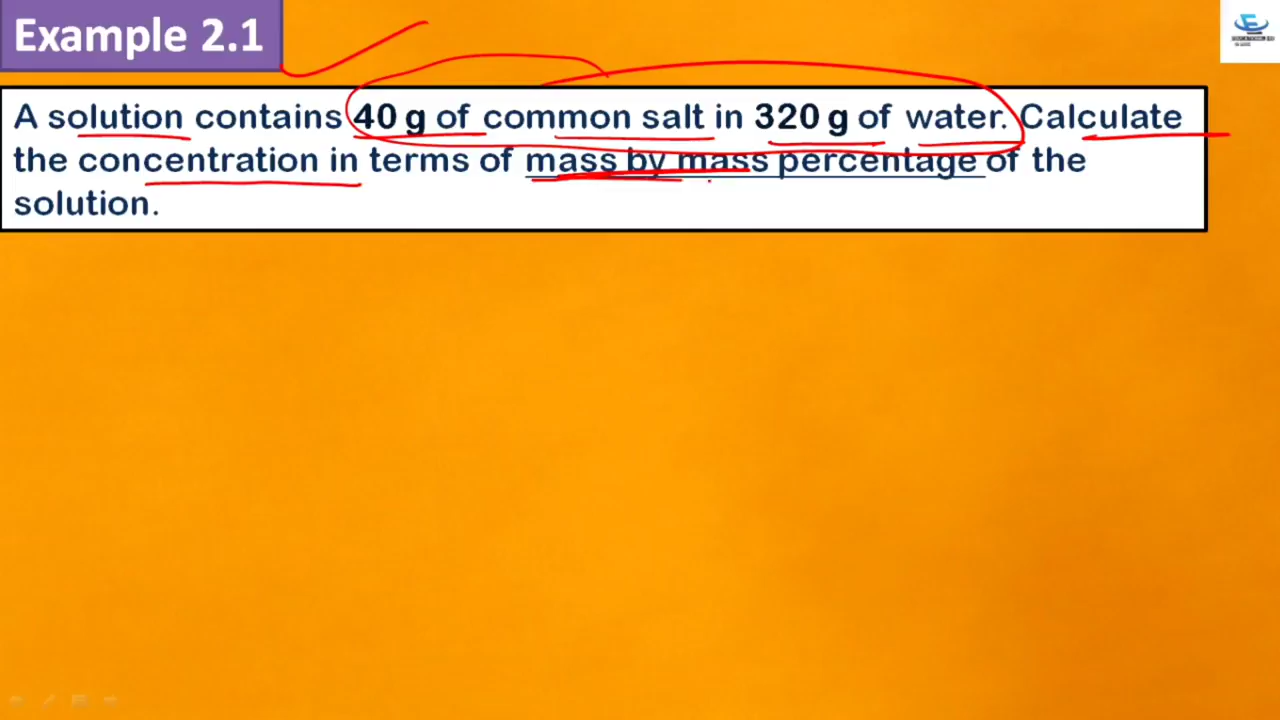 Example 2.1
A solution contains 40 g of common salt in 320 g of water. Calculate
the concentration in terms of mass by mass percentage of the
solution.